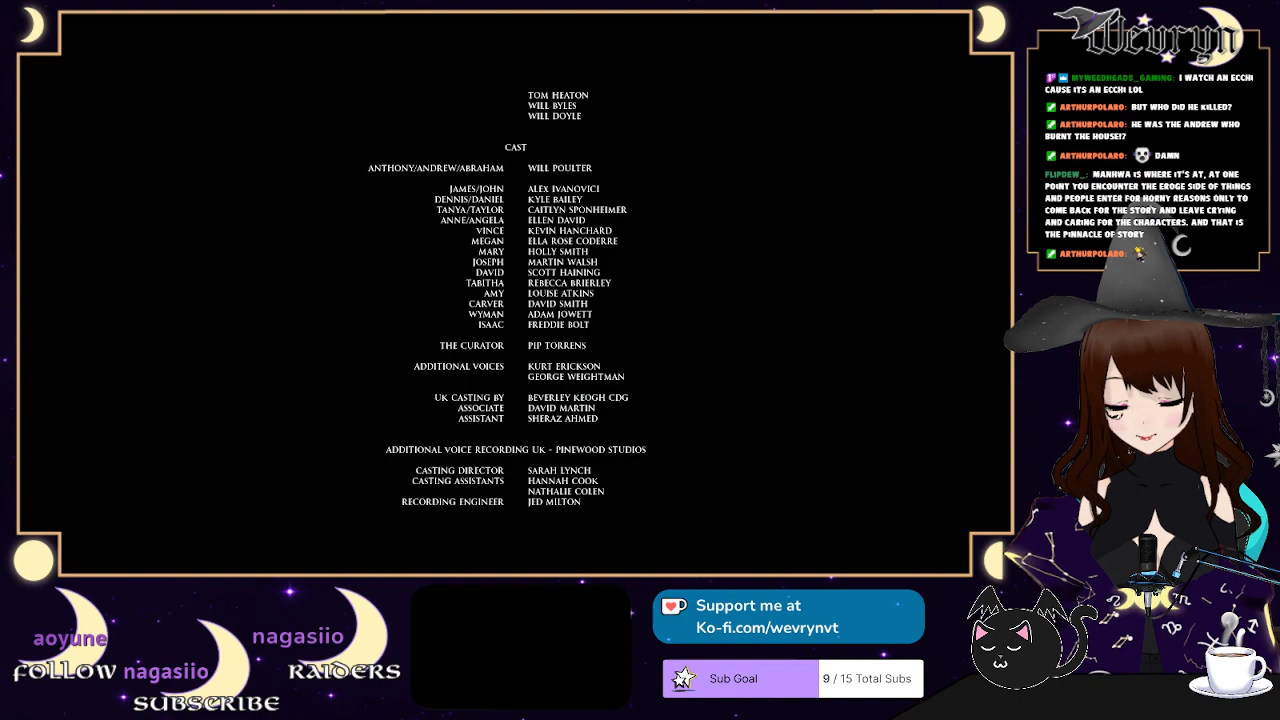 TOM HEATON
WILL BYLES
WILL DOYLE
CAST
ANTHONY/ANDREW/ABRAHAM WILL POULTER
JAMES/JOHN ALEX IVANOVICI
DENNIS/DANIEL KYLE BAILEY
TANYA/TAYLOR CAITLYN SPONHEIMER
ANNE/ANGELA ELLEN DAVID
VINCE KEVIN HANCHARD
MEGAN ELLA ROSE CODERRE
MARY HOLLY SMITH
JOSEPH MARTIN WALSH
DAVID SCOTT HAINING
TABITHA REBECCA BRIERLEY
AMY LOUISE ATKINS
CARVER DAVID SMITH
WYMAN ADAM JOWETT
ISAAC FREDDIE BOLT
THE CURATOR PIP TORRENS
ADDITIONAL VOICES KURT ERICKSON
GEORGE WEIGHTMAN
UK CASTING BY BEVERLEY KEOGH CDG
ASSOCIATE DAVID MARTIN
ASSISTANT SHERAZ AHMED
ADDITIONAL VOICE RECORDING UK - PINEWOOD STUDIOS
CASTING DIRECTOR SARAH LYNCH
CASTING ASSISTANTS HANNAH COOK
NATHALIE COLEN
RECORDING ENGINEER JED MILTON
Wevryn
MYWEEDHEADS_GAMING: I WATCH AN ECCHI
CAUSE ITS AN ECCHI LOL
ARTHURPOLARO: BUT WHO DID HE KILLED?
ARTHURPOLARO: HE WAS THE ANDREW WHO
BURNT THE HOUSE!?
ARTHURPOLARO: DAMN
FLIPDEW_: MANHWA IS WHERE IT'S AT, AT ONE
POINT YOU ENCOUNTER THE EROGE SIDE OF THINGS
AND PEOPLE ENTER FOR HORNY REASONS ONLY TO
COME BACK FOR THE STORY AND LEAVE CRYING
AND CARING FOR THE CHARACTERS. AND THAT IS
THE PINNACLE OF STORY
ARTHURPOLARO:
aoyune
FOLLOW
nagasiio
SUBSCRIBE
nagasiio
RAIDERS
Support me at
Ko-fi.com/wevrynvt
Sub Goal 9 / 15 Total Subs